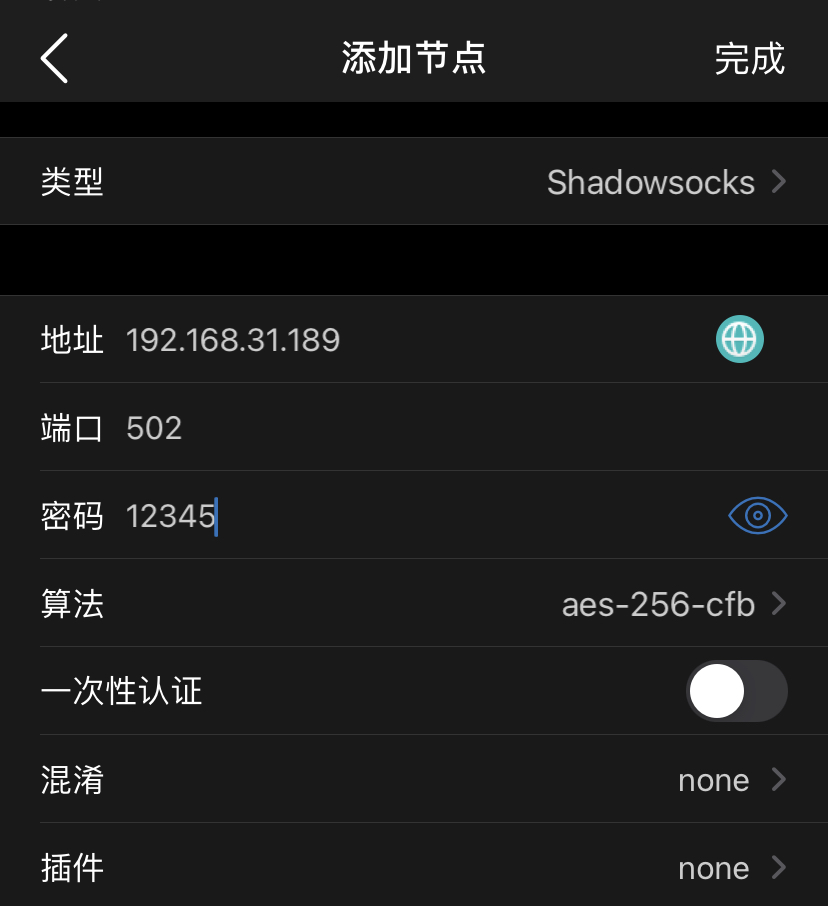 添加节点
完成
类型 Shadowsocks
地址 192.168.31.189
端口 502
密码 12345
算法 aes-256-cfb
一次性认证
混淆 none
插件 none